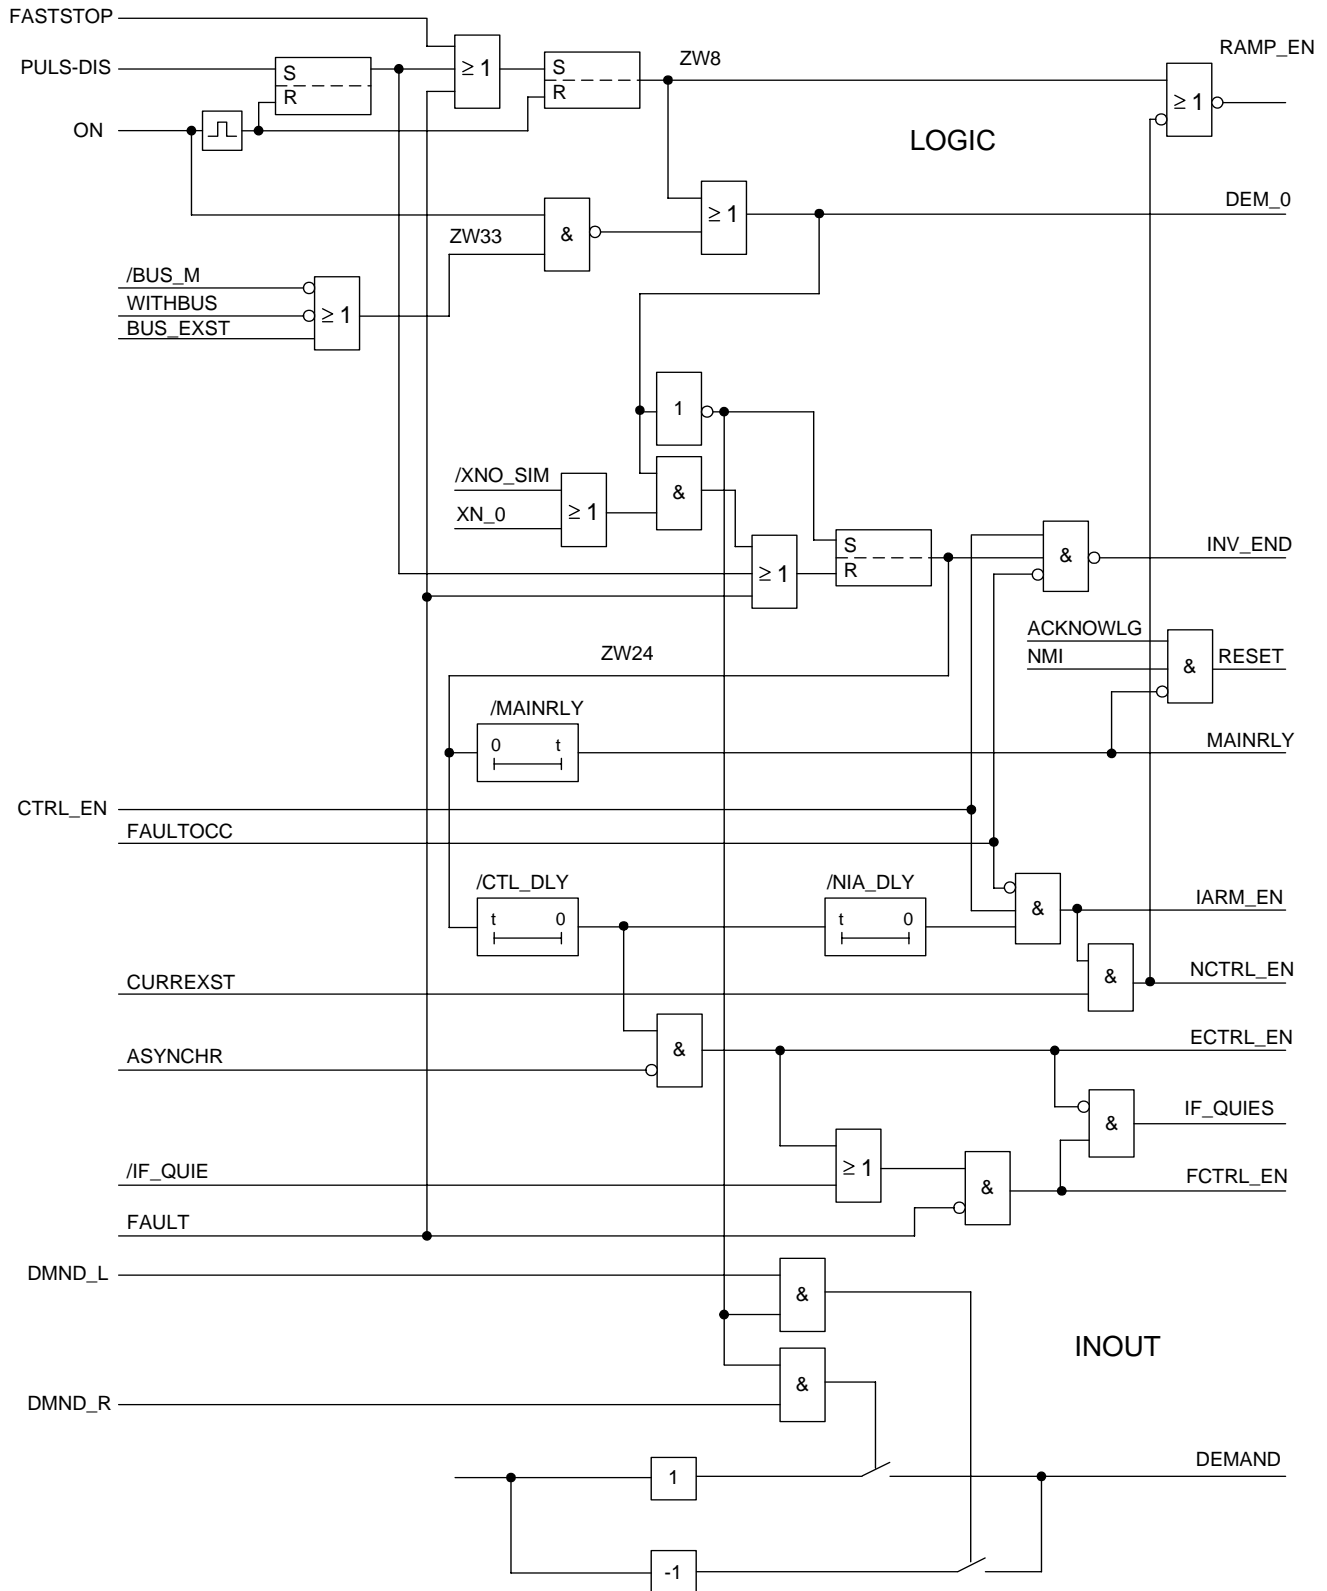 FASTSTOP
ZW8
RAMP_EN
PULS-DIS
S
R
≥ 1
S
R
≥ 1
ON
LOGIC
DEM_0
≥ 1
&
ZW33
/BUS_M
WITHBUS
BUS_EXST
≥ 1
1
/XNO_SIM
XN_0
≥ 1
&
S
R
≥ 1
&
INV_END
ACKNOWLG
NMI
&
RESET
ZW24
/MAINRLY
0 t
MAINRLY
CTRL_EN
FAULTOCC
/CTL_DLY
t 0
/NIA_DLY
t 0
&
IARM_EN
CURREXST
&
NCTRL_EN
ASYNCHR
&
ECTRL_EN
&
IF_QUIES
/IF_QUIE
≥ 1
&
FCTRL_EN
FAULT
DMND_L
&
INOUT
DMND_R
&
1
DEMAND
-1